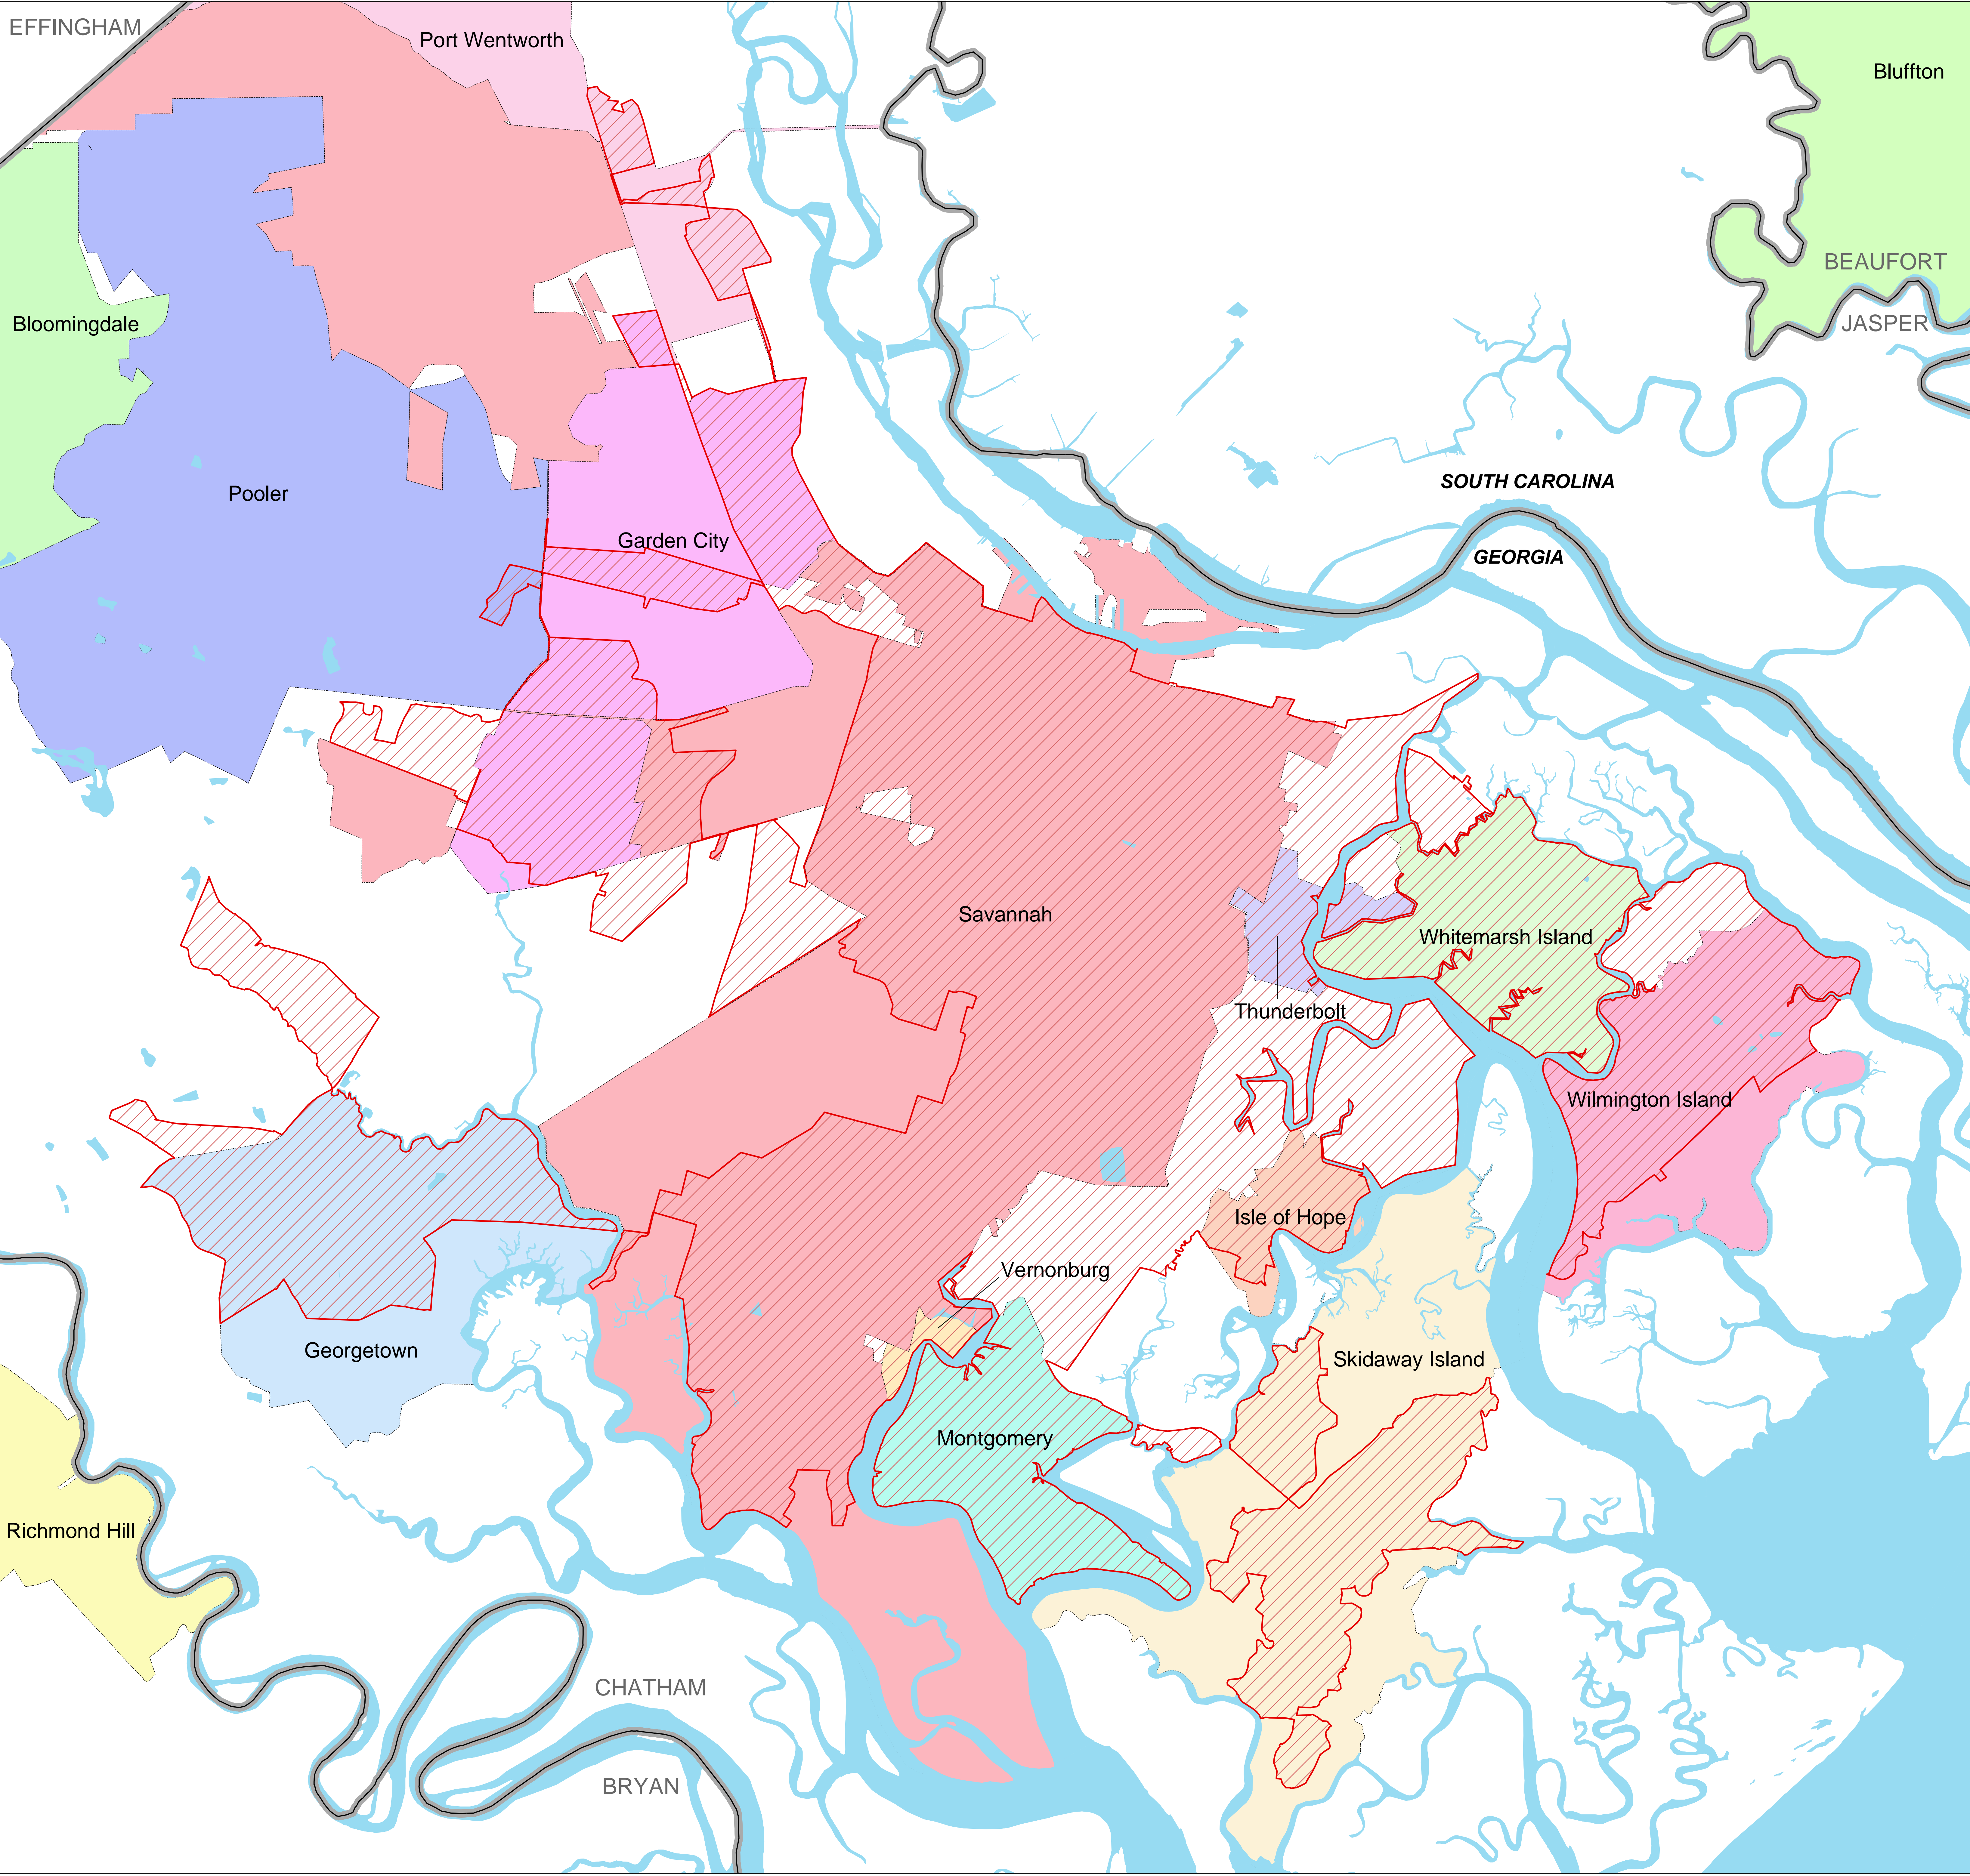 EFFINGHAM
Port Wentworth
Bluffton
BEAUFORT
Bloomingdale
JASPER
SOUTH CAROLINA
Pooler
Garden City
GEORGIA
Savannah
Whitemarsh Island
Thunderbolt
Wilmington Island
Isle of Hope
Vernonburg
Georgetown
Skidaway Island
Montgomery
Richmond Hill
CHATHAM
BRYAN